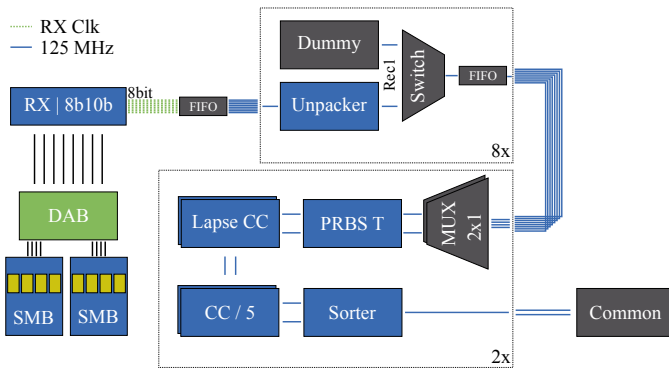 RX Clk
125 MHz
RX | 8b10b
8bit
FIFO
Dummy
Unpacker
Rec1
Switch
FIFO
8x
DAB
SMB
SMB
Lapse CC
PRBS T
MUX
2x1
CC / 5
Sorter
2x
Common